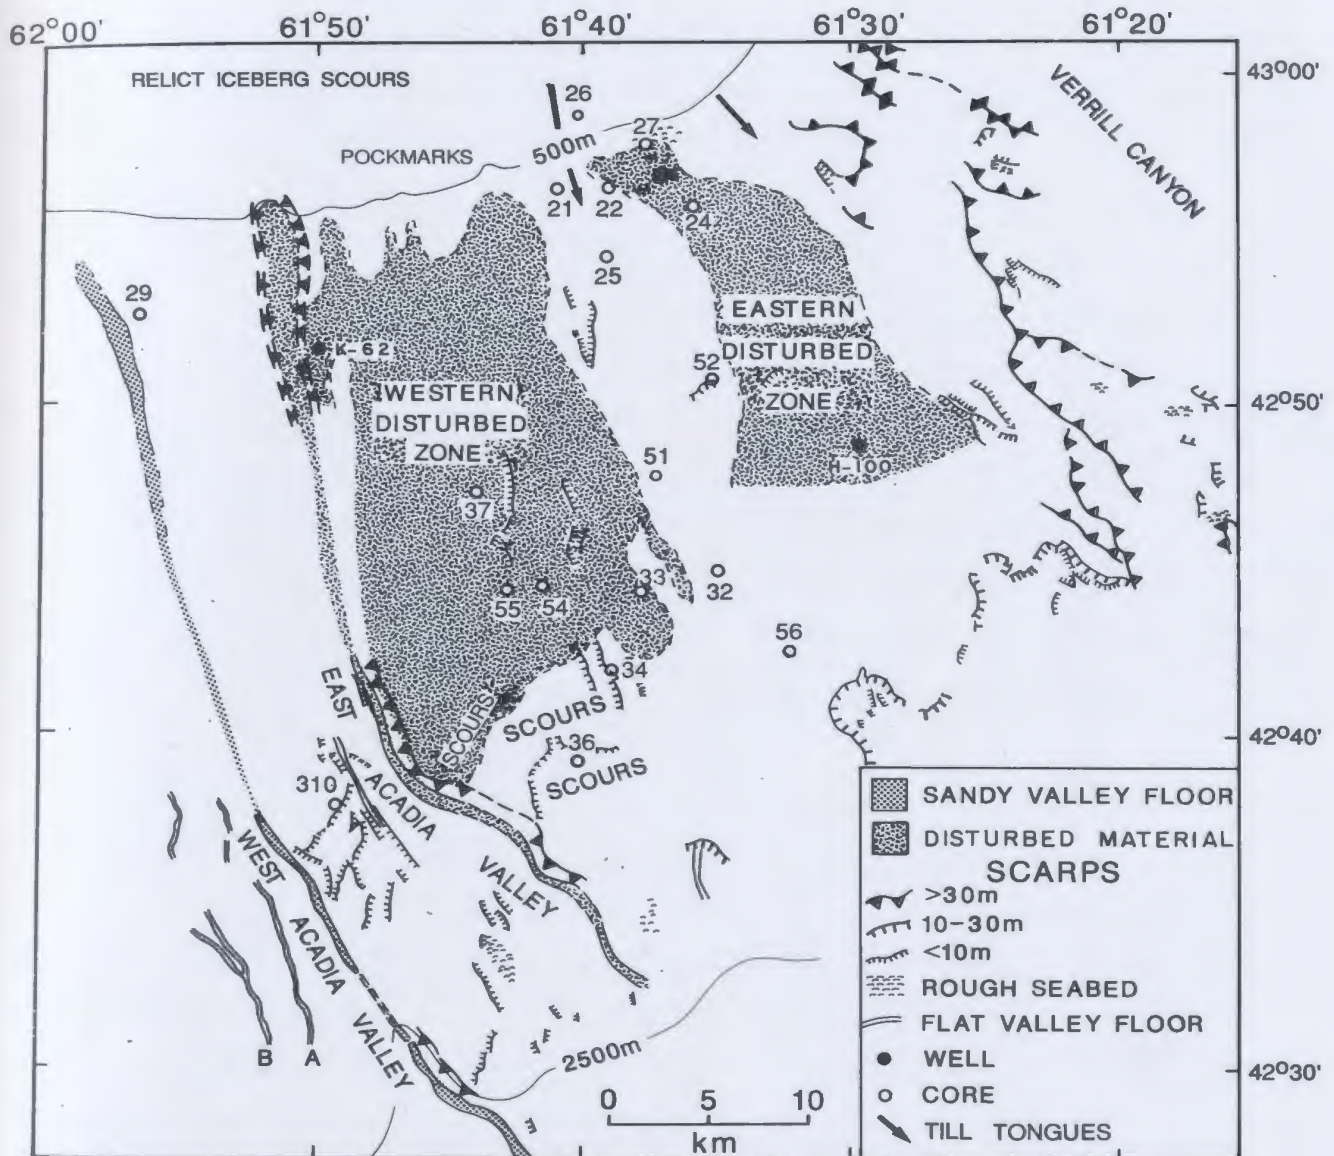 62°00'
61°50'
61°40'
61°30'
61°20'
RELICT ICEBERG SCOURS
26
27
500m
POCKMARKS
21
22
24
25
29
VERRILL CANYON
43°00'
K-62
EASTERN
DISTURBED
ZONE
52
WESTERN
DISTURBED
ZONE
42°50'
H-100
51
37
55
54
33
32
56
34
EAST
ACADIA
VALLEY
SCOURS
SCOURS
36
SCOURS
42°40'
310
WEST
ACADIA
VALLEY
B
A
2500m
42°30'
0
5
10
km
SANDY VALLEY FLOOR
DISTURBED MATERIAL
SCARPS
>30m
10-30m
<10m
ROUGH SEABED
FLAT VALLEY FLOOR
WELL
CORE
TILL TONGUES